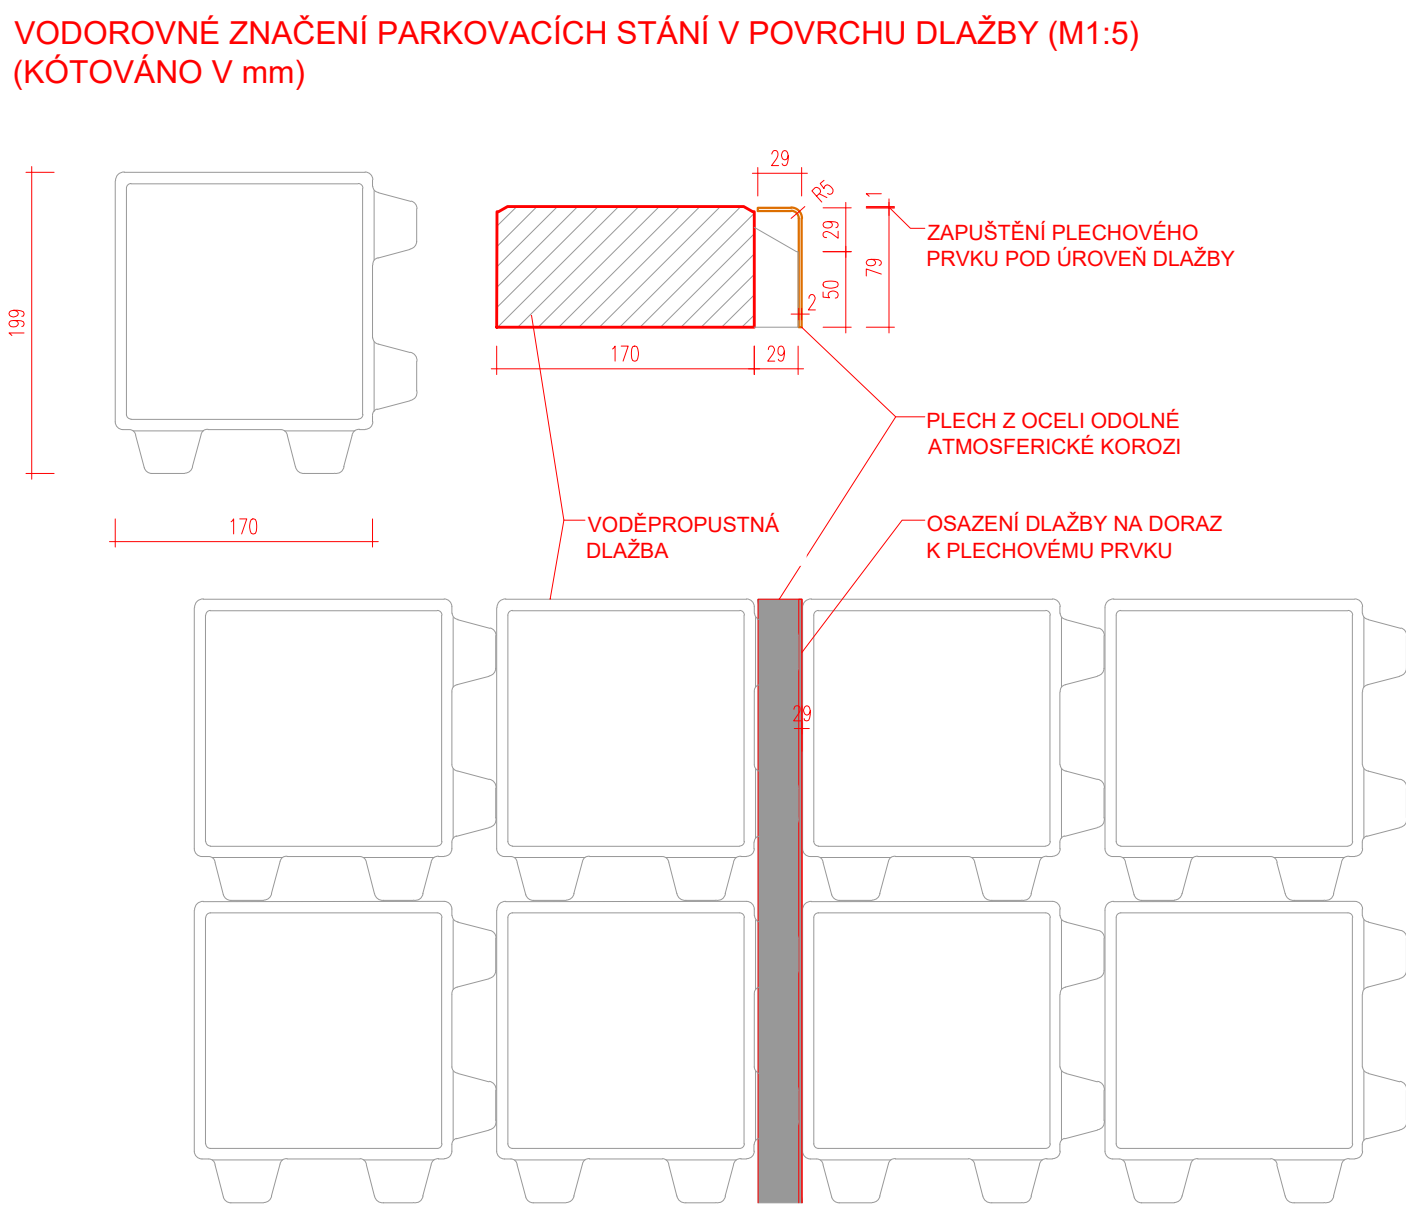 VODOROVNÉ ZNAČENÍ PARKOVACÍCH STÁNÍ V POVRCHU DLAŽBY (M1:5)
(KÓTOVÁNO V mm)
199
170
29
R5
1
29
79
50
2
170
29
ZAPUŠTĚNÍ PLECHOVÉHO
PRVKU POD ÚROVEŇ DLAŽBY
PLECH Z OCELI ODOLNÉ
ATMOSFERICKÉ KOROZI
VODĚPROPUSTNÁ
DLAŽBA
OSAZENÍ DLAŽBY NA DORAZ
K PLECHOVÉMU PRVKU
29